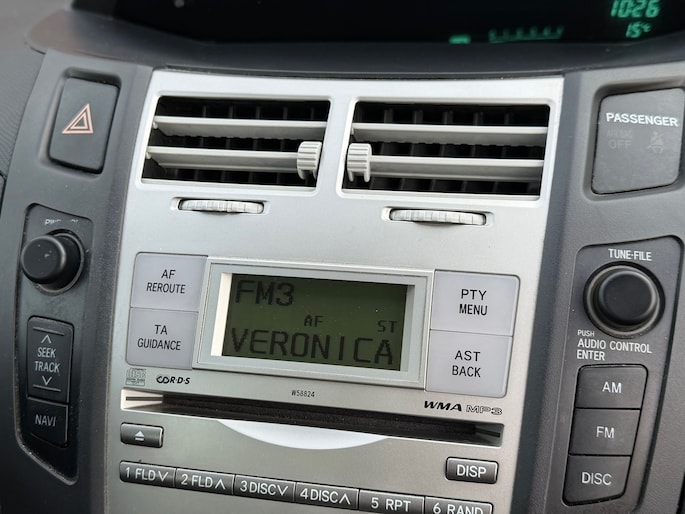 10:26
15°c
PASSENGER
OFF
AF
REROUTE
TA
GUIDANCE
FM3
AF ST
VERONICA
PTY
MENU
AST
BACK
TUNE·FILE
PUSH
AUDIO CONTROL
ENTER
SEEK
TRACK
NAVI
R·D·S
W58824
WMA MP3
AM
FM
DISC
DISP
1 FLD∨
2 FLD∧
3 DISC∨
4 DISC∧
5 RPT
6 RAND